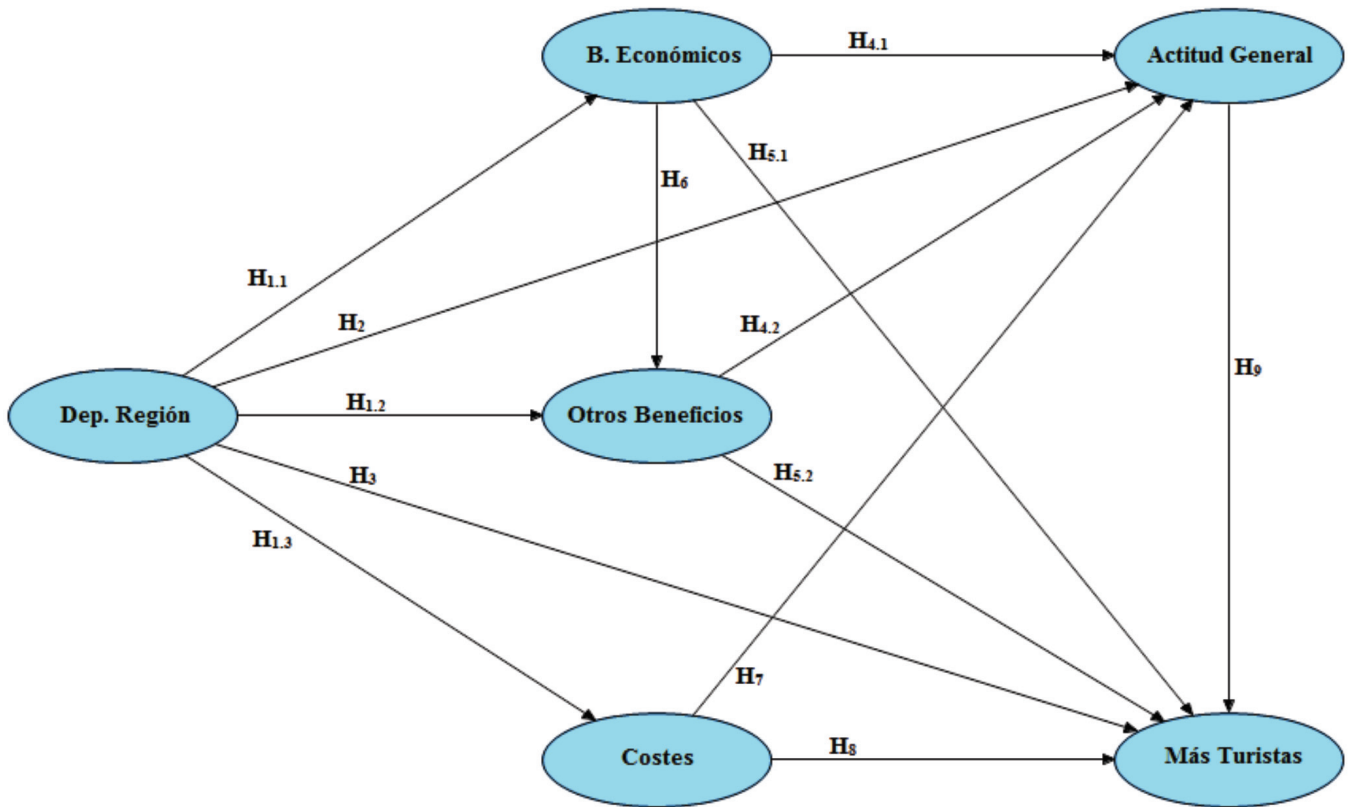 B. Económicos
H4.1
Actitud General
H5.1
H6
H1.1
H2
H4.2
H9
Dep. Región
H1.2
Otros Beneficios
H3
H5.2
H1.3
H7
Costes
H8
Más Turistas